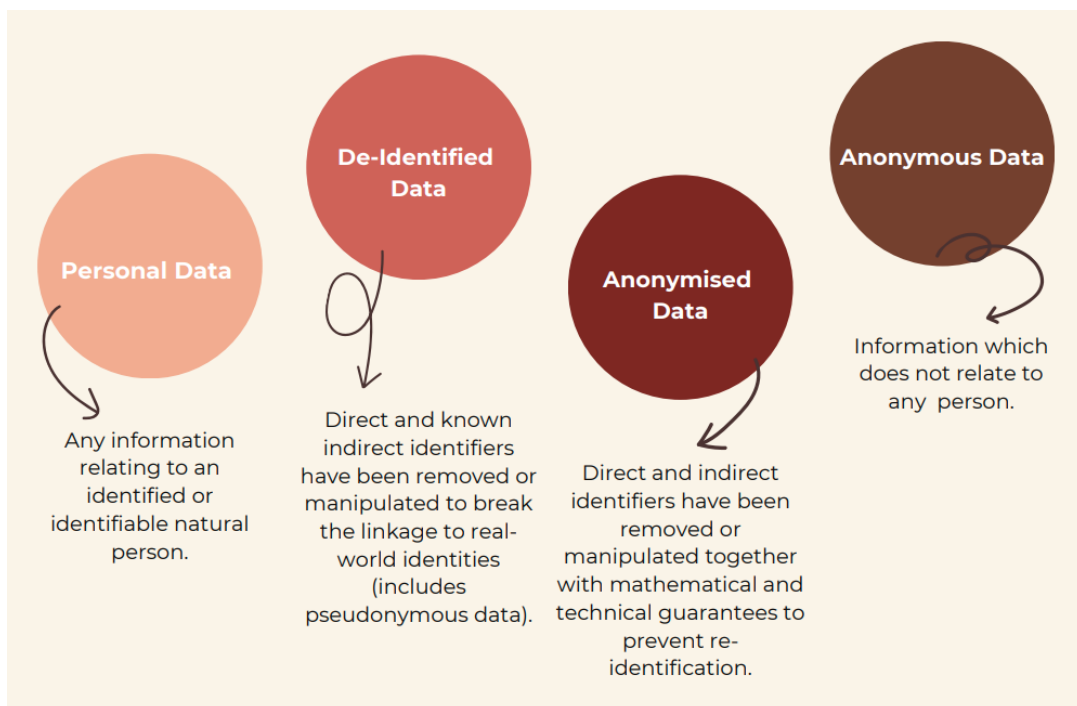 Personal Data
Any information
relating to an
identified or
identifiable natural
person.
De-Identified
Data
Direct and known
indirect identifiers
have been removed or
manipulated to break
the linkage to real-
world identities
(includes
pseudonymous data).
Anonymised
Data
Direct and indirect
identifiers have been
removed or
manipulated together
with mathematical and
technical guarantees to
prevent re-
identification.
Anonymous Data
Information which
does not relate to
any person.